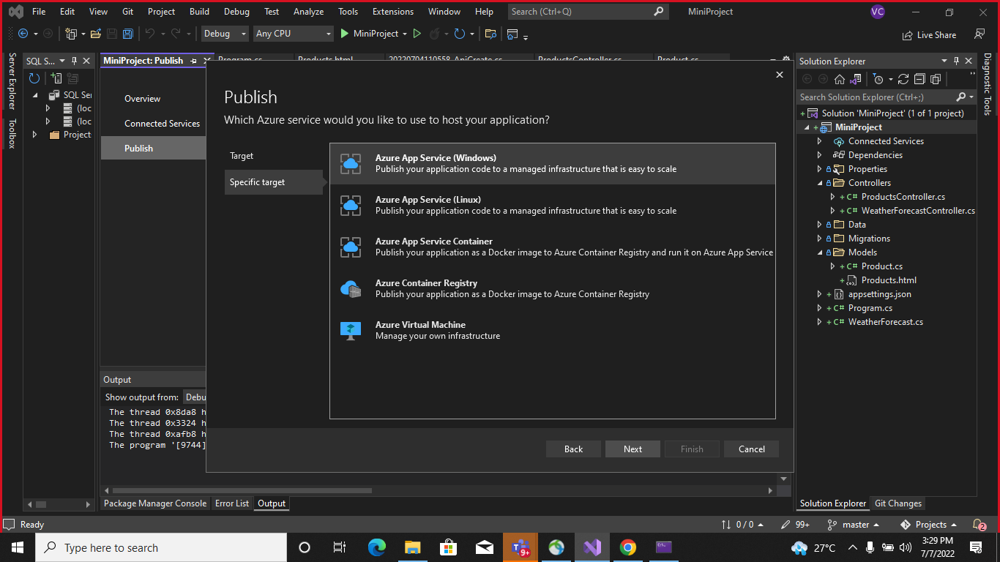 File Edit View Git Project Build Debug Test Analyze Tools Extensions Window Help Search (Ctrl+Q) MiniProject VC
Debug Any CPU MiniProject Live Share
Server Explorer
Toolbox
SQL S...
SQL Ser
(loc
(loc
Project
MiniProject: Publish Program.cs Products.html 20220704110558_ApiCreate.cs ProductsController.cs Product.cs
Overview
Connected Services
Publish
Publish
Which Azure service would you like to use to host your application?
Target
Specific target
Azure App Service (Windows)
Publish your application code to a managed infrastructure that is easy to scale
Azure App Service (Linux)
Publish your application code to a managed infrastructure that is easy to scale
Azure App Service Container
Publish your application as a Docker image to Azure Container Registry and run it on Azure App Service
Azure Container Registry
Publish your application as a Docker image to Azure Container Registry
Azure Virtual Machine
Manage your own infrastructure
Back Next Finish Cancel
Output
Show output from: Debu
The thread 0x8da8 h
The thread 0x3324 h
The thread 0xafb8 h
The program '[9744]
Package Manager Console Error List Output
Solution Explorer
Search Solution Explorer (Ctrl+;)
Solution 'MiniProject' (1 of 1 project)
MiniProject
Connected Services
Dependencies
Properties
Controllers
C# ProductsController.cs
C# WeatherForecastController.cs
Data
Migrations
Models
C# Product.cs
Products.html
appsettings.json
C# Program.cs
C# WeatherForecast.cs
Solution Explorer Git Changes
Diagnostic Tools
Ready 0 / 0 99+ master Projects 2
Type here to search 9+ 27°C 3:29 PM
7/7/2022